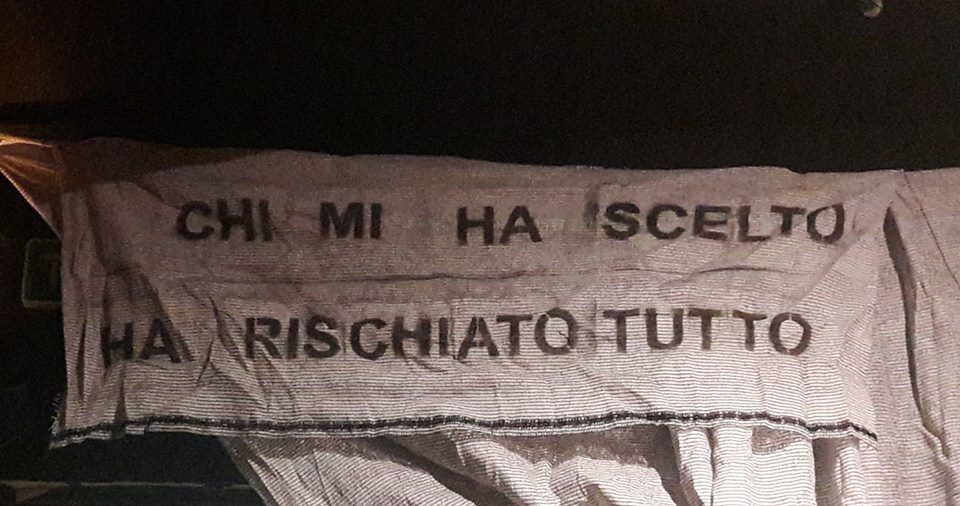 CHI MI HA SCELTO
HA RISCHIATO TUTTO